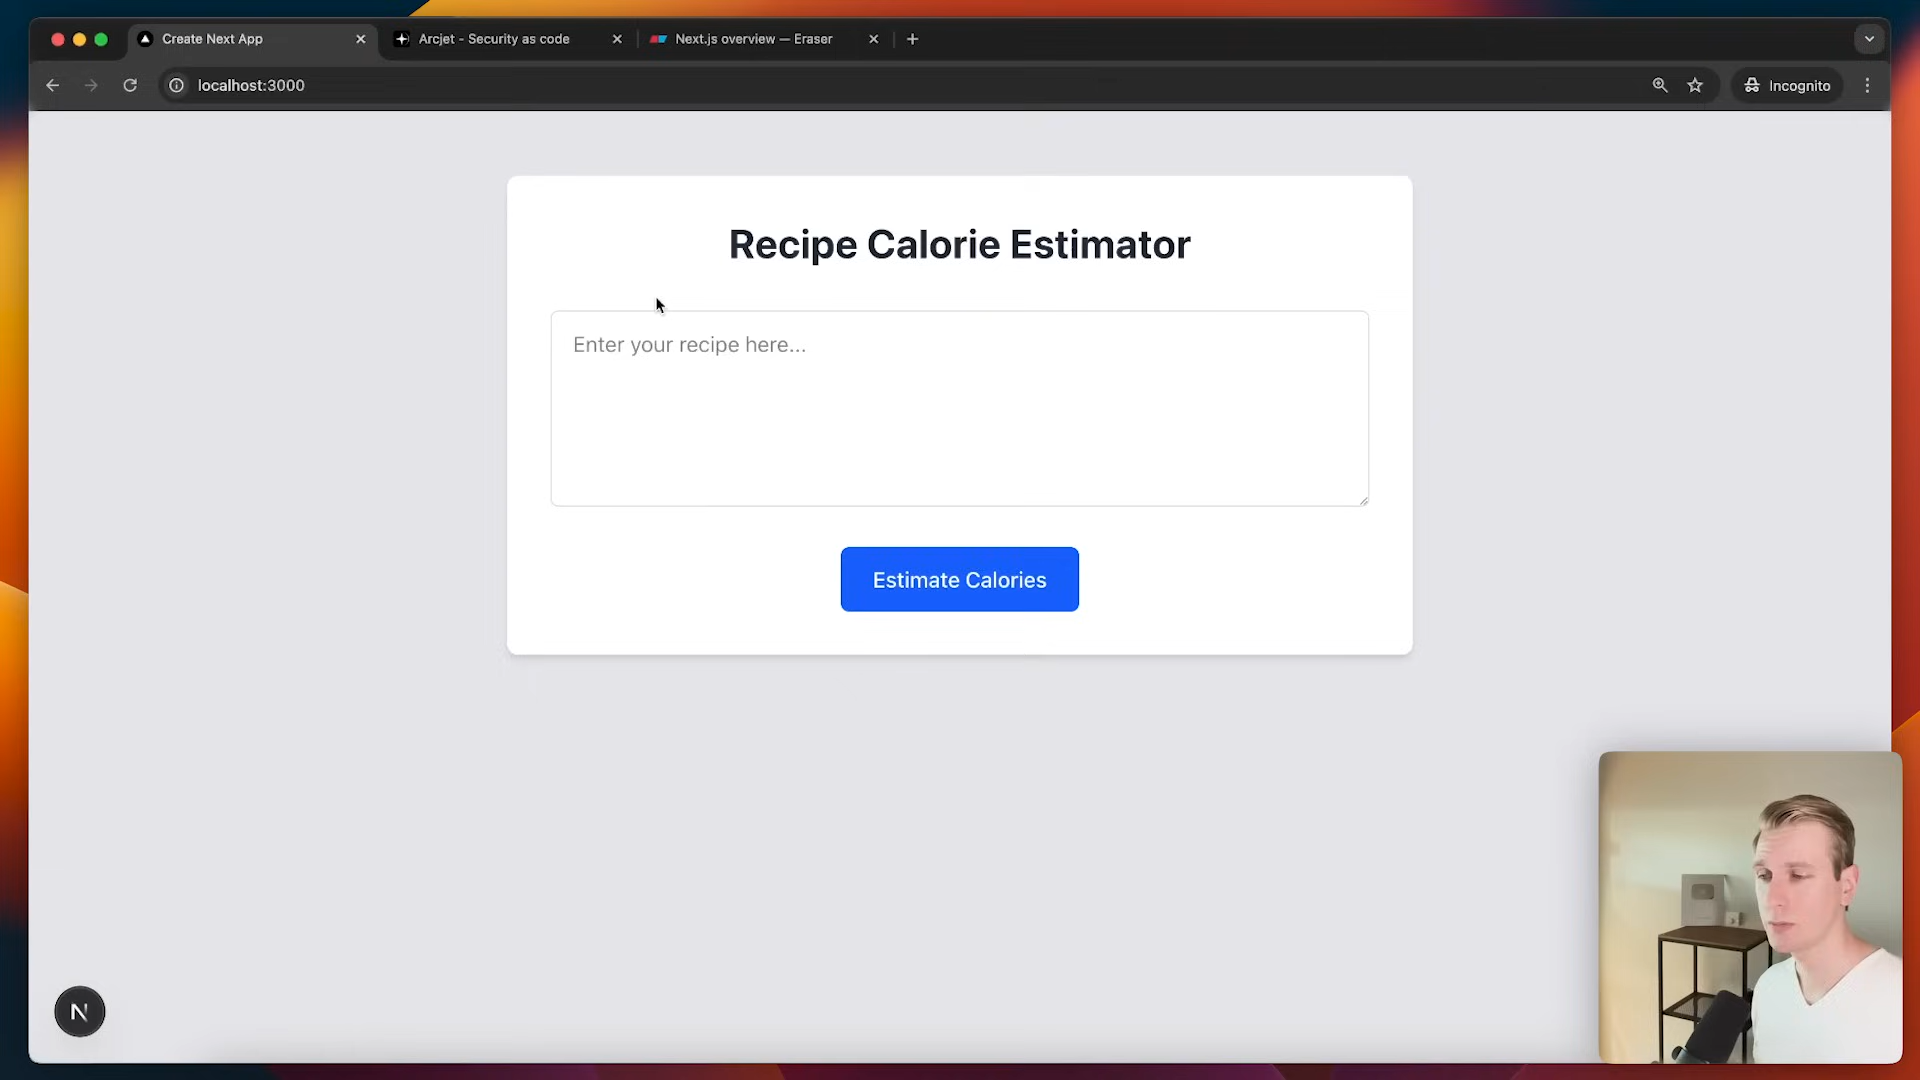 Create Next App
Arcjet - Security as code
Next.js overview — Eraser
localhost:3000
Incognito
Recipe Calorie Estimator
Enter your recipe here...
Estimate Calories
N